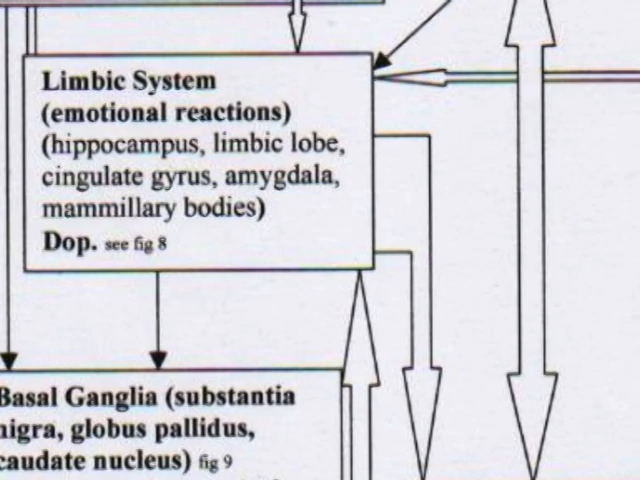 Limbic System
(emotional reactions)
(hippocampus, limbic lobe,
cingulate gyrus, amygdala,
mammillary bodies)
Dop. see fig 8
Basal Ganglia (substantia
nigra, globus pallidus,
caudate nucleus) fig 9